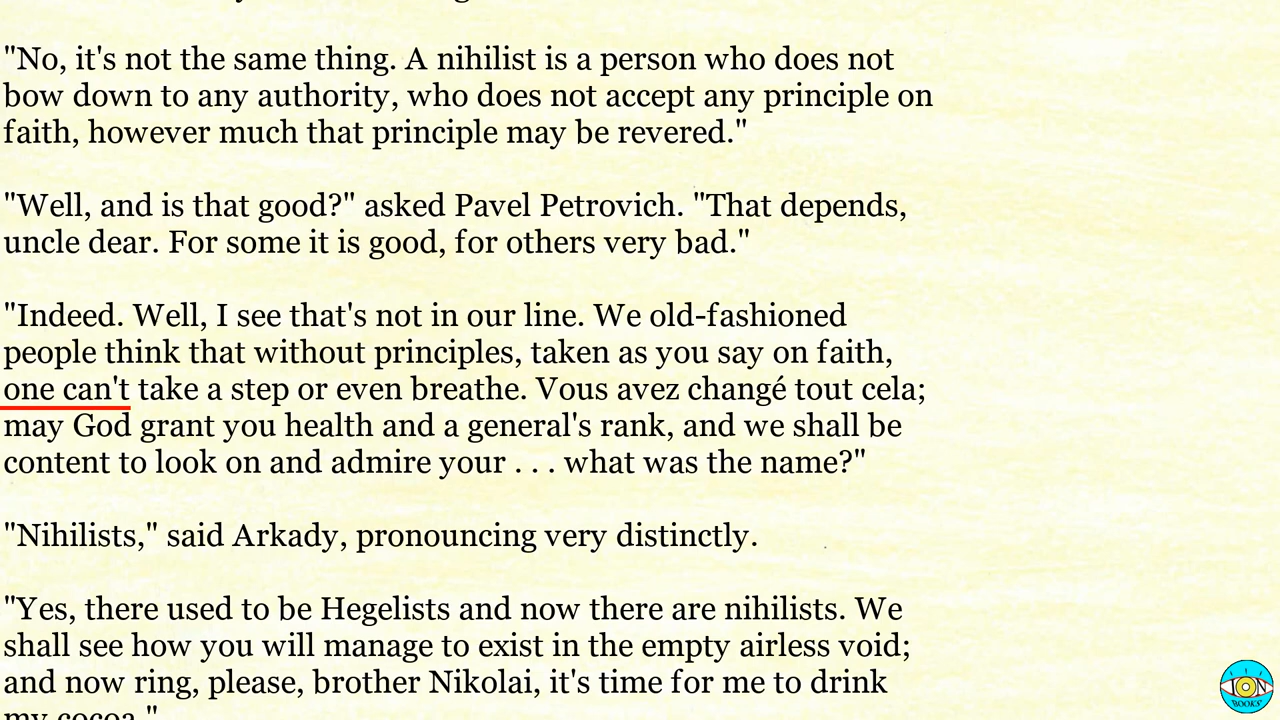 "No, it's not the same thing. A nihilist is a person who does not
bow down to any authority, who does not accept any principle on
faith, however much that principle may be revered."
"Well, and is that good?" asked Pavel Petrovich. "That depends,
uncle dear. For some it is good, for others very bad."
"Indeed. Well, I see that's not in our line. We old-fashioned
people think that without principles, taken as you say on faith,
one can't take a step or even breathe. Vous avez changé tout cela;
may God grant you health and a general's rank, and we shall be
content to look on and admire your . . . what was the name?"
"Nihilists," said Arkady, pronouncing very distinctly.
"Yes, there used to be Hegelists and now there are nihilists. We
shall see how you will manage to exist in the empty airless void;
and now ring, please, brother Nikolai, it's time for me to drink
my cocoa."
ION
BOOKS